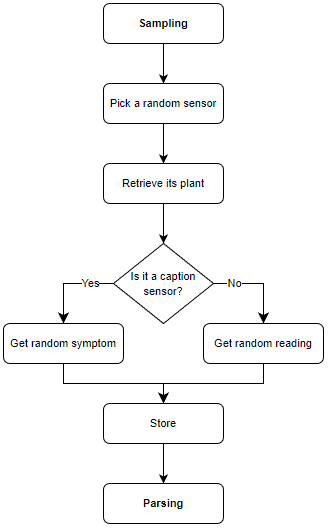 Sampling
Pick a random sensor
Retrieve its plant
Is it a caption
sensor?
Yes
No
Get random symptom
Get random reading
Store
Parsing